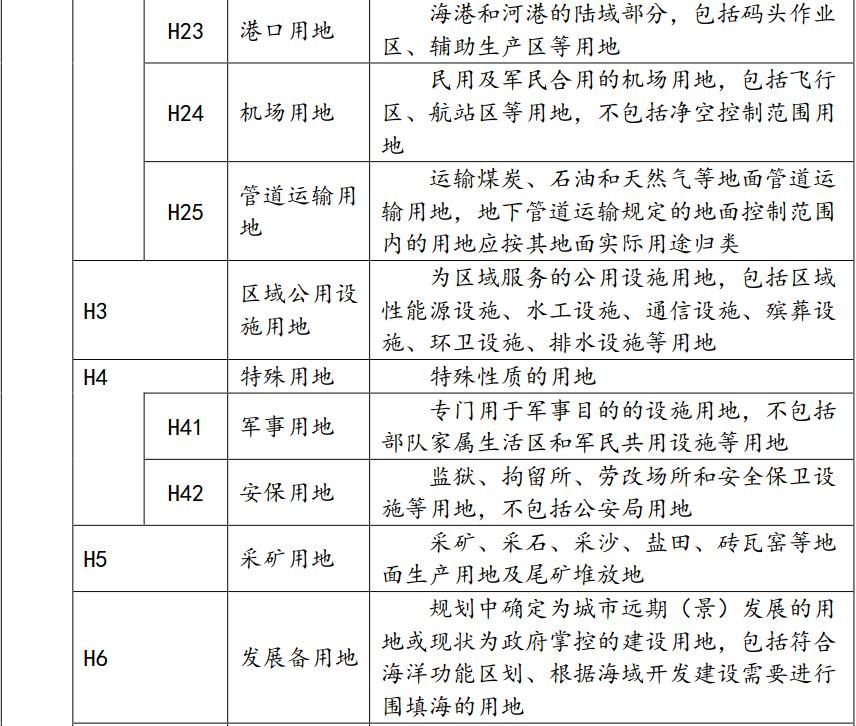 H23
港口用地
海港和河港的陆域部分，包括码头作业
区、辅助生产区等用地
H24
机场用地
民用及军民合用的机场用地，包括飞行
区、航站区等用地，不包括净空控制范围用
地
H25
管道运输用
地
运输煤炭、石油和天然气等地面管道运
输用地，地下管道运输规定的地面控制范围
内的用地应按其地面实际用途归类
H3
区域公用设
施用地
为区域服务的公用设施用地，包括区域
性能源设施、水工设施、通信设施、殡葬设
施、环卫设施、排水设施等用地
H4
特殊用地
特殊性质的用地
H41
军事用地
专门用于军事目的的设施用地，不包括
部队家属生活区和军民共用设施等用地
H42
安保用地
监狱、拘留所、劳改场所和安全保卫设
施等用地，不包括公安局用地
H5
采矿用地
采矿、采石、采沙、盐田、砖瓦窑等地
面生产用地及尾矿堆放地
H6
发展备用地
规划中确定为城市远期（景）发展的用
地或现状为政府掌控的建设用地，包括符合
海洋功能区划、根据海域开发建设需要进行
围填海的用地